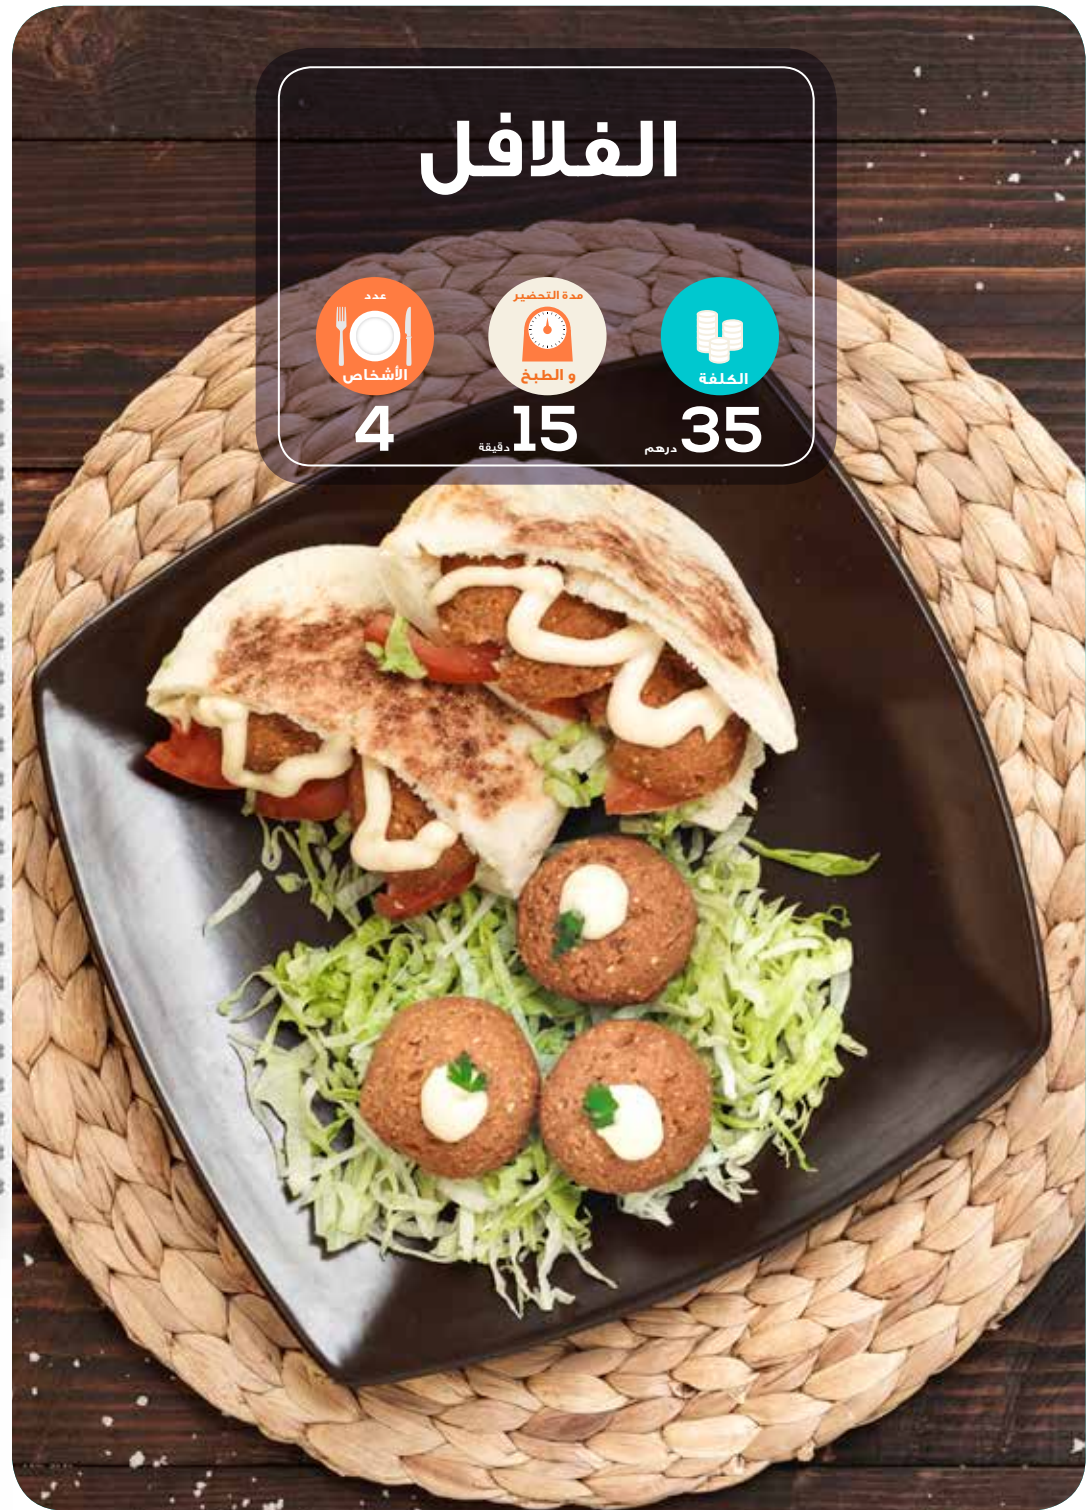 الفلافل
الكلفة
35 درهم
مدة التحضير
و الطبخ
15 دقيقة
عدد
الأشخاص
4